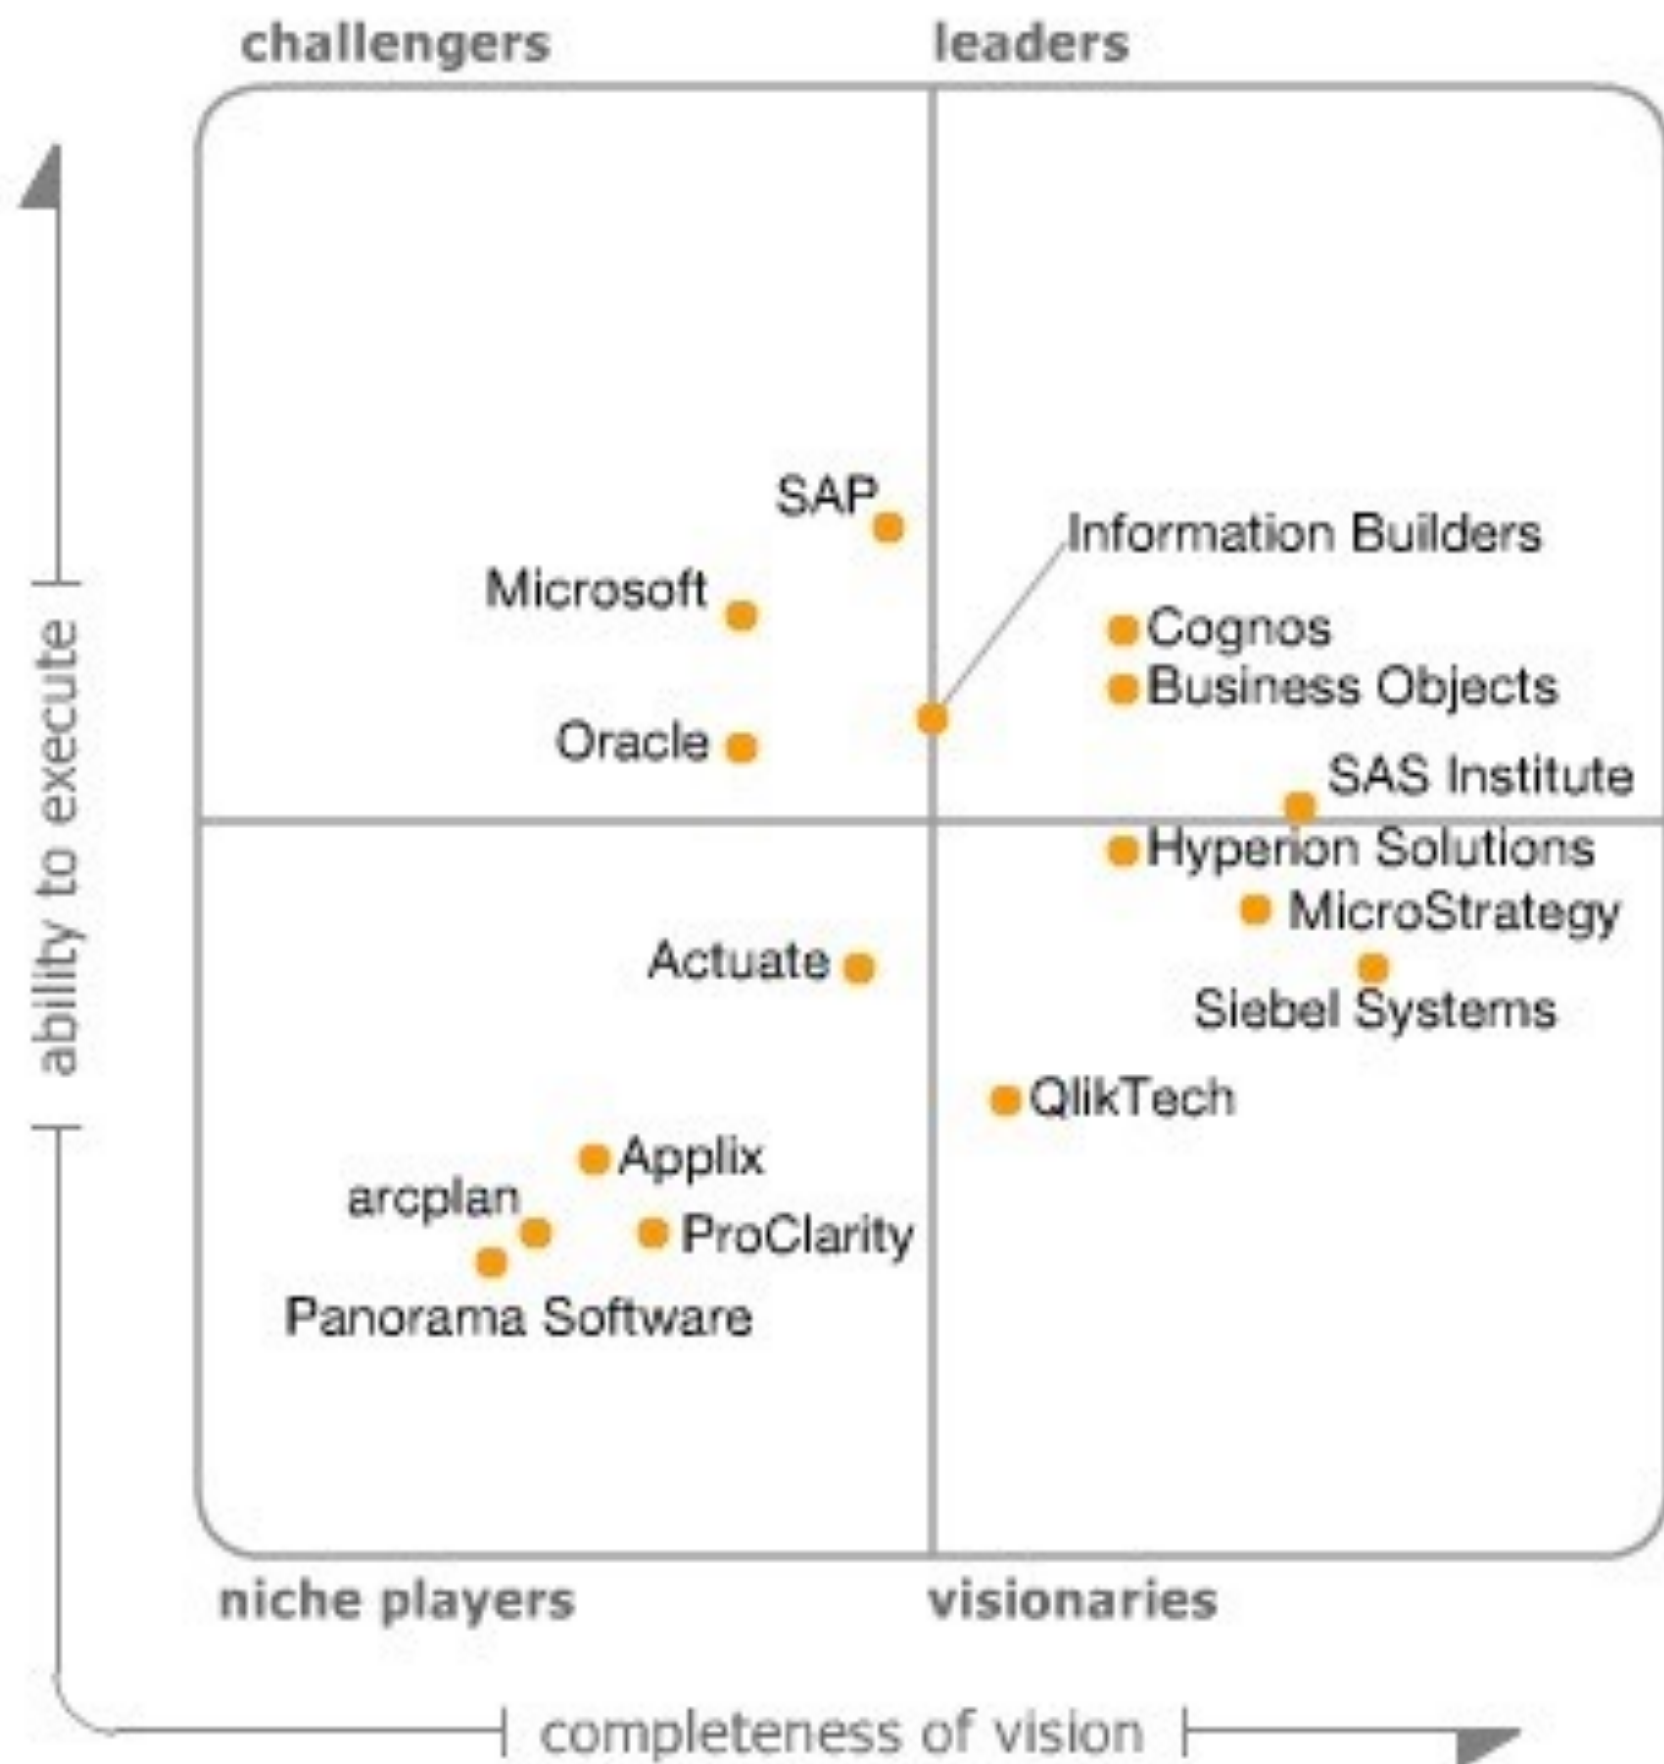 challengers
leaders
SAP
Information Builders
Microsoft
Cognos
Business Objects
Oracle
SAS Institute
Hyperion Solutions
MicroStrategy
Actuate
Siebel Systems
QlikTech
Applix
arcplan
ProClarity
Panorama Software
ability to execute
niche players
visionaries
completeness of vision